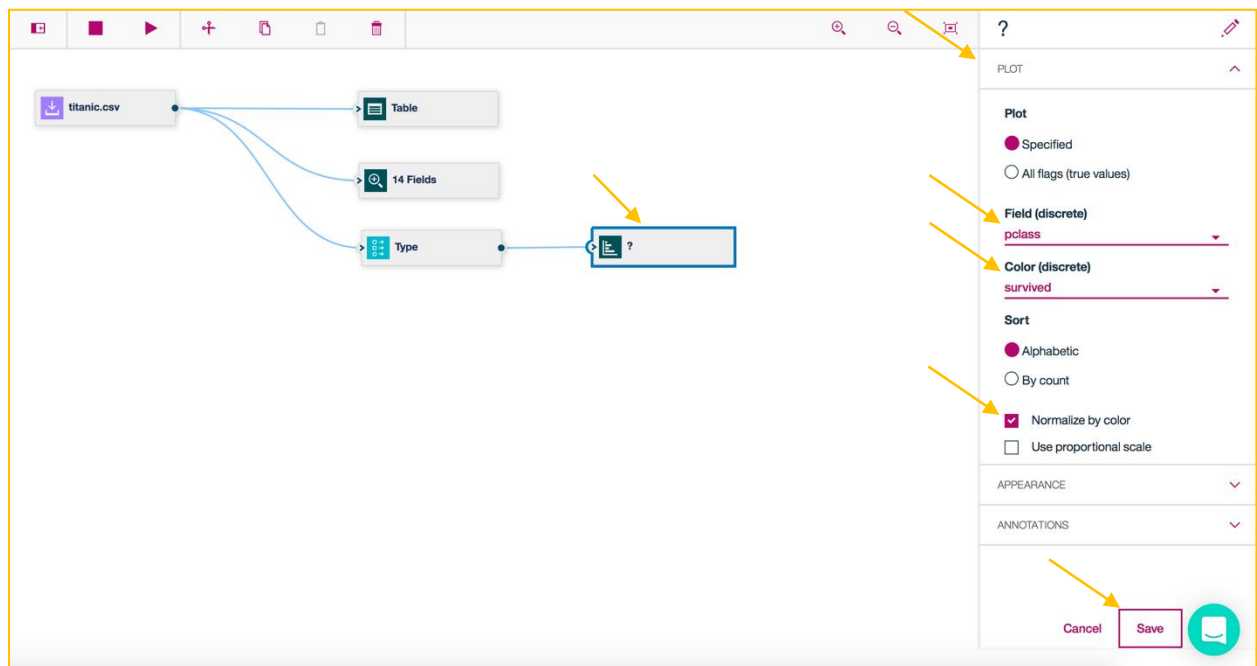 ?
PLOT
titanic.csv
Table
Plot
Specified
14 Fields
All flags (true values)
Field (discrete)
pclass
Type
?
Color (discrete)
survived
Sort
Alphabetic
By count
Normalize by color
Use proportional scale
APPEARANCE
ANNOTATIONS
Cancel
Save